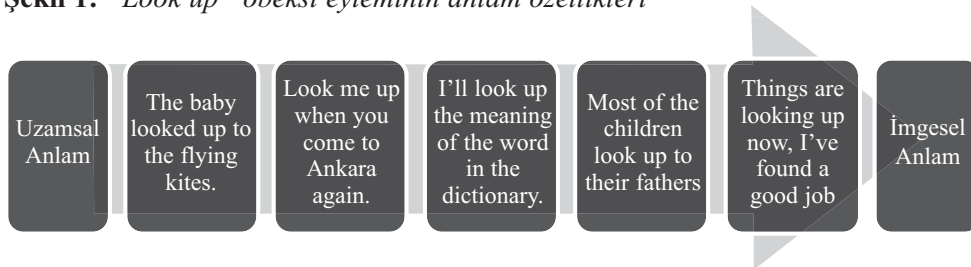 Şekil 1. "Look up" öbeksi eyleminin anlam özellikleri
Uzamsal
Anlam
The baby
looked up to
the flying
kites.
Look me up
when you
come to
Ankara
again.
I'll look up
the meaning
of the word
in the
dictionary.
Most of the
children
look up to
their fathers
Things are
looking up
now, I've
found a
good job
İmgesel
Anlam